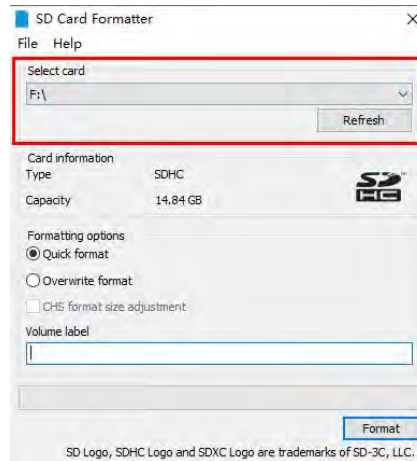 SD Card Formatter
File Help
Select card
F:\
Refresh
Card information
Type SDHC
SD HC
Capacity 14.84 GB
Formatting options
Quick format
Overwrite format
CHS format size adjustment
Volume label
Format
SD Logo, SDHC Logo and SDXC Logo are trademarks of SD-3C, LLC.